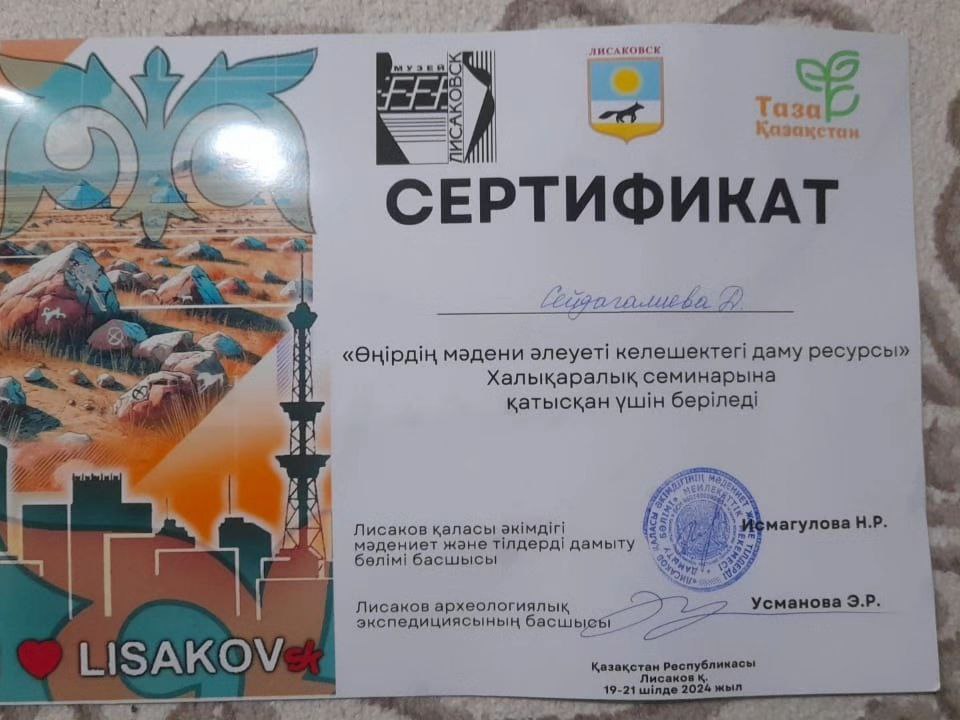 МУЗЕЙ
ЛИСАКОВСК
ЛИСАКОВСК
Таза
Қазақстан
СЕРТИФИКАТ
Сейдагалиева Д.
«Өңірдің мәдени әлеуеті келешектегі даму ресурсы»
Халықаралық семинарына
қатысқан үшін беріледі
Лисаков қаласы әкімдігі
мәдениет және тілдерді дамыту
бөлімі басшысы
Исмагулова Н.Р.
Лисаков археологиялық
экспедициясының басшысы
Усманова Э.Р.
LISAKOVsk
Қазақстан Республикасы
Лисаков қ.
19-21 шілде 2024 жыл